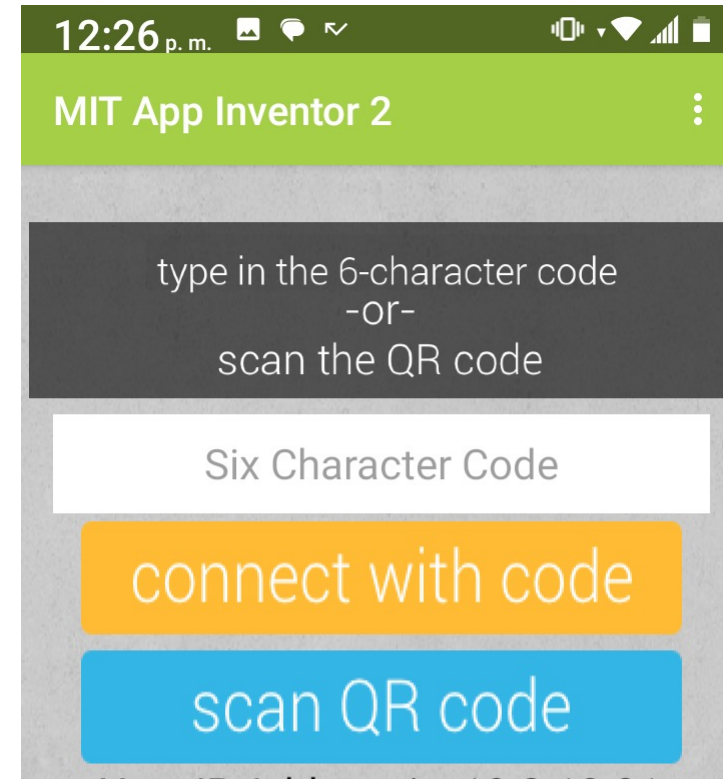 12:26 p. m.
MIT App Inventor 2
type in the 6-character code
-or-
scan the QR code
Six Character Code
connect with code
scan QR code